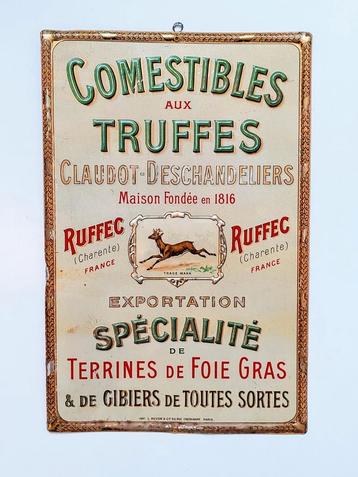 COMESTIBLES
AUX
TRUFFES
CLAUDOT-DESCHANDELIERS
Maison Fondée en 1816
RUFFEC
(Charente)
FRANCE
RUFFEC
(Charente)
FRANCE
TRADE MARK
EXPORTATION
SPÉCIALITÉ
DE
TERRINES DE FOIE GRAS
& DE GIBIERS DE TOUTES SORTES